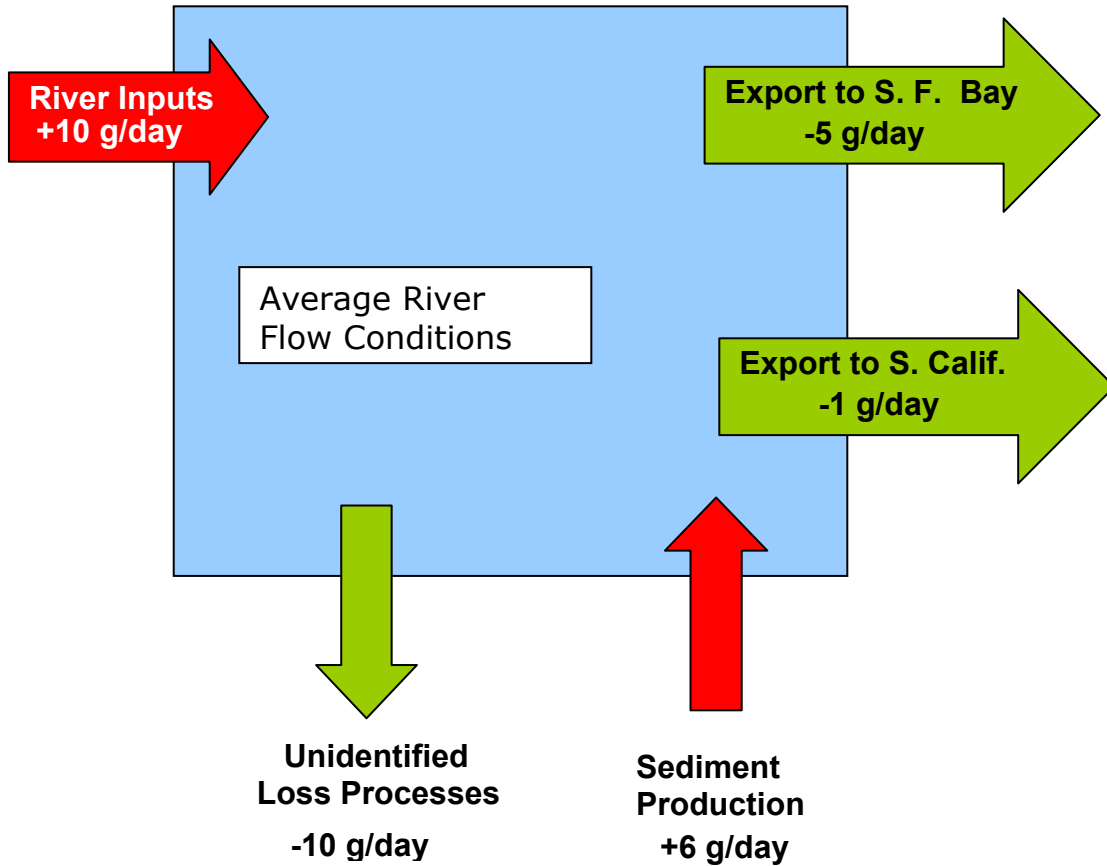 River Inputs
+10 g/day
Export to S. F. Bay
-5 g/day
Average River
Flow Conditions
Export to S. Calif.
-1 g/day
Unidentified
Loss Processes
-10 g/day
Sediment
Production
+6 g/day